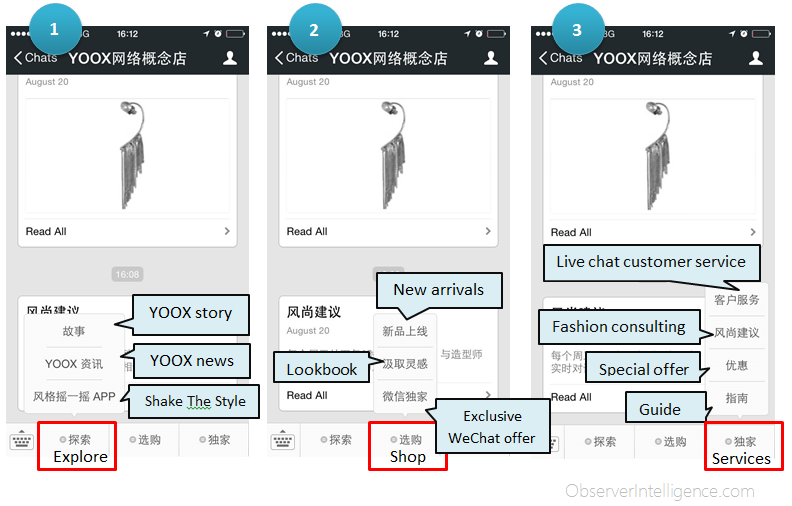 1
3G
16:12
Chats
YOOX网络概念店
August 20
Read All
16:08
风尚建议
故事
YOOX story
YOOX 资讯
YOOX news
风格摇一摇 APP
Shake The Style
探索
选购
独家
Explore
2
3G
16:12
Chats
YOOX网络概念店
August 20
Read All
New arrivals
风尚建议
August 20
新品上线
与造型师
Lookbook
汲取灵感
Read All
微信独家
Exclusive
WeChat offer
探索
选购
独家
Shop
3
3G
16:12
Chats
YOOX网络概念店
August 20
Read All
Live chat customer service
客户服务
Fashion consulting
风尚建议
每个周
实时对
Special offer
优惠
Read All
Guide
指南
探索
选购
独家
Services
ObserverIntelligence.com